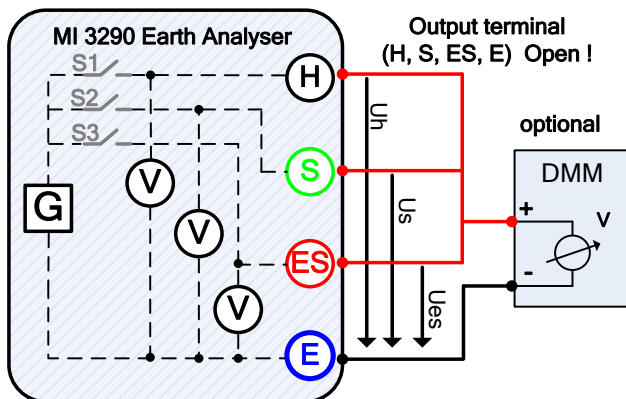 MI 3290 Earth Analyser
Output terminal
(H, S, ES, E) Open !
S1
S2
S3
H
S
ES
E
G
V
V
V
Uh
Us
Ues
optional
DMM
+
-
V